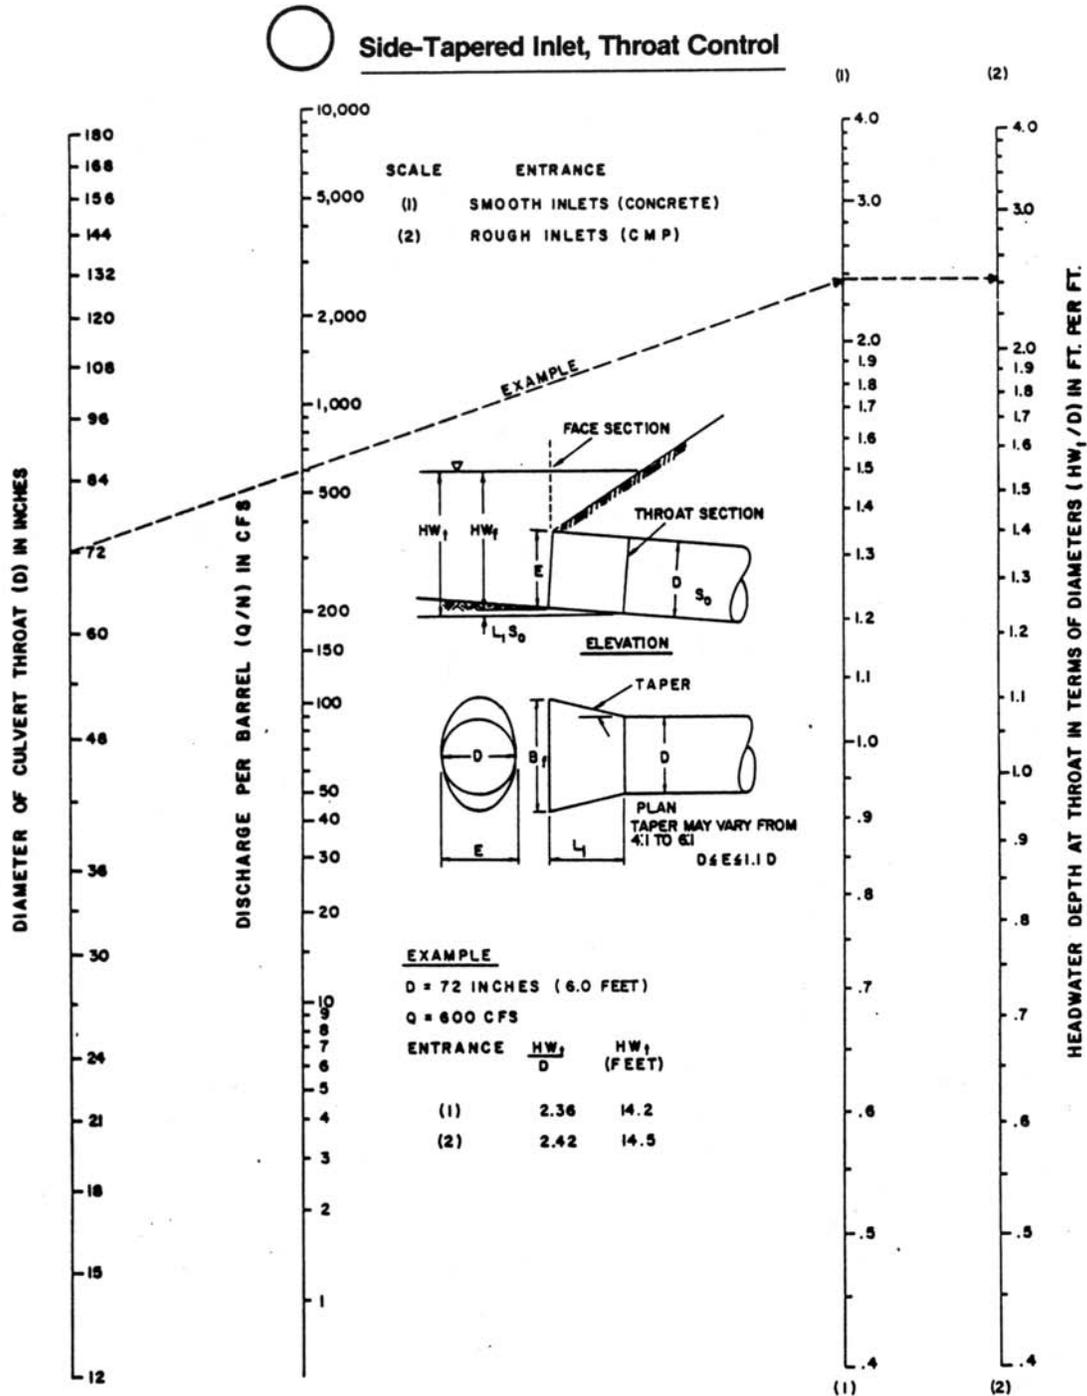 Side-Tapered Inlet, Throat Control
(1)
(2)
180
168
156
144
132
120
108
96
84
72
60
48
36
30
24
21
18
15
12
DIAMETER OF CULVERT THROAT (D) IN INCHES
10,000
5,000
2,000
1,000
500
200
150
100
50
40
30
20
10
9
8
7
6
5
4
3
2
1
DISCHARGE PER BARREL (Q/N) IN CFS
SCALE ENTRANCE
(1) SMOOTH INLETS (CONCRETE)
(2) ROUGH INLETS (CMP)
EXAMPLE
FACE SECTION
THROAT SECTION
HWt
HWf
E
D
So
L1 So
ELEVATION
TAPER
D
Bf
D
E
L1
PLAN
TAPER MAY VARY FROM
4:1 TO 6:1
D≤E≤1.1 D
EXAMPLE
D = 72 INCHES (6.0 FEET)
Q = 600 CFS
ENTRANCE HWt/D HWt (FEET)
(1) 2.36 14.2
(2) 2.42 14.5
4.0
3.0
2.0
1.9
1.8
1.7
1.6
1.5
1.4
1.3
1.2
1.1
1.0
.9
.8
.7
.6
.5
.4
(1)
4.0
3.0
2.0
1.9
1.8
1.7
1.6
1.5
1.4
1.3
1.2
1.1
1.0
.9
.8
.7
.6
.5
.4
(2)
HEADWATER DEPTH AT THROAT IN TERMS OF DIAMETERS (HWt/D) IN FT. PER FT.